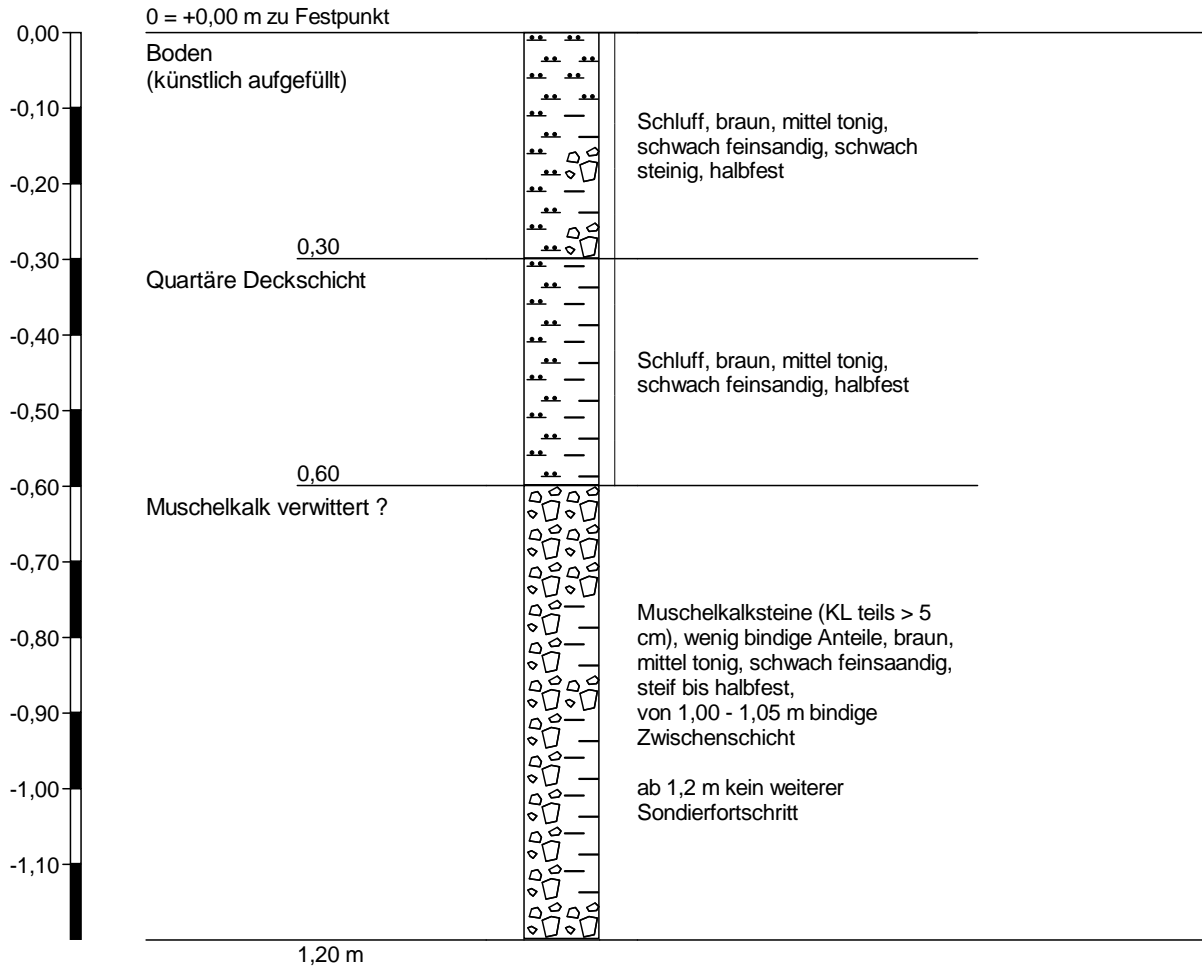 0 = +0,00 m zu Festpunkt
0,00
Boden
(künstlich aufgefüllt)
-0,10
Schluff, braun, mittel tonig,
schwach feinsandig, schwach
steinig, halbfest
-0,20
0,30
-0,30
Quartäre Deckschicht
-0,40
Schluff, braun, mittel tonig,
schwach feinsandig, halbfest
-0,50
0,60
-0,60
Muschelkalk verwittert ?
-0,70
Muschelkalksteine (KL teils > 5
cm), wenig bindige Anteile, braun,
mittel tonig, schwach feinsaandig,
steif bis halbfest,
von 1,00 - 1,05 m bindige
Zwischenschicht
-0,80
-0,90
ab 1,2 m kein weiterer
Sondierfortschritt
-1,00
-1,10
1,20 m